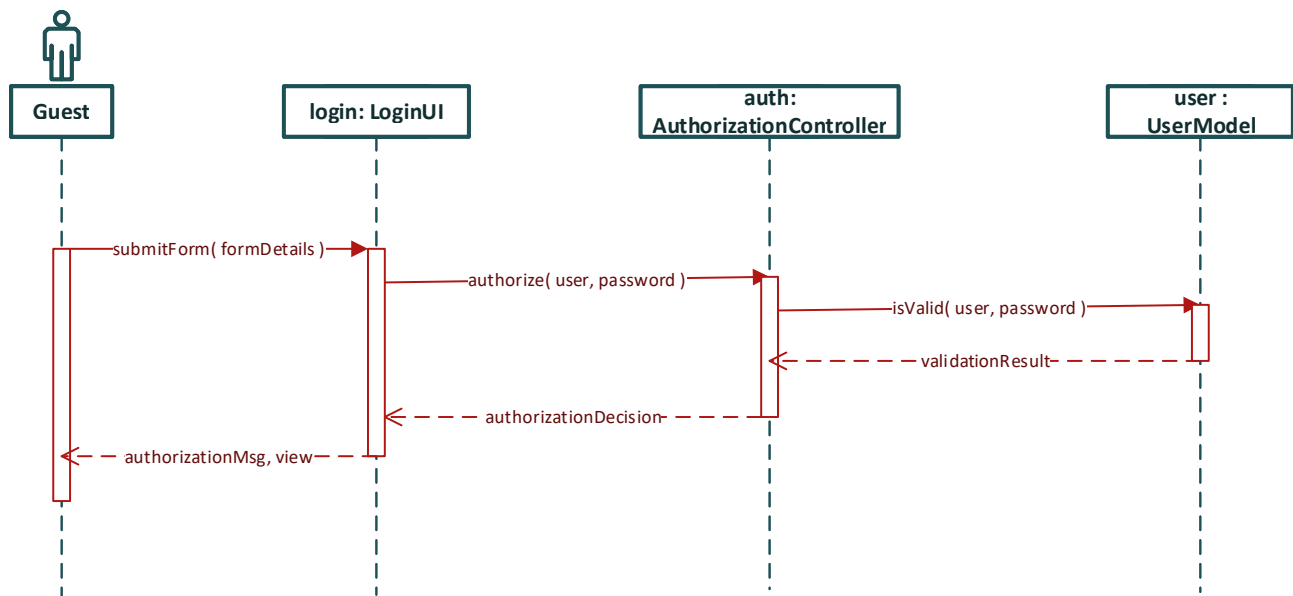 Guest
login: LoginUI
auth:
AuthorizationController
user :
UserModel
submitForm( formDetails )
authorize( user, password )
isValid( user, password )
validationResult
authorizationDecision
authorizationMsg, view